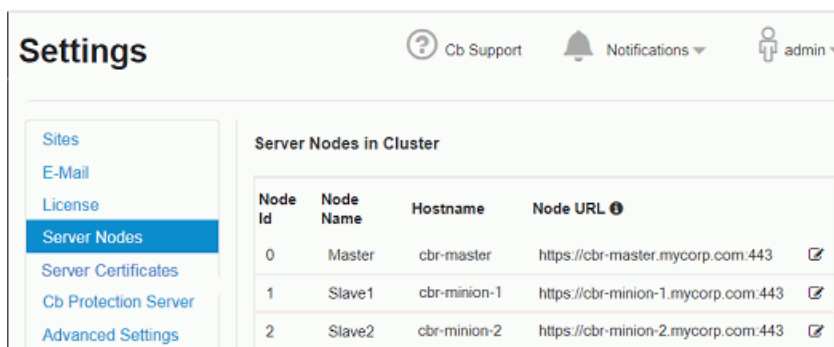 Settings
Cb Support
Notifications
admin
Sites
E-Mail
License
Server Nodes
Server Certificates
Cb Protection Server
Advanced Settings
Server Nodes in Cluster
Node Id Node Name Hostname Node URL
0 Master cbr-master https://cbr-master.mycorp.com:443
1 Slave1 cbr-minion-1 https://cbr-minion-1.mycorp.com:443
2 Slave2 cbr-minion-2 https://cbr-minion-2.mycorp.com:443